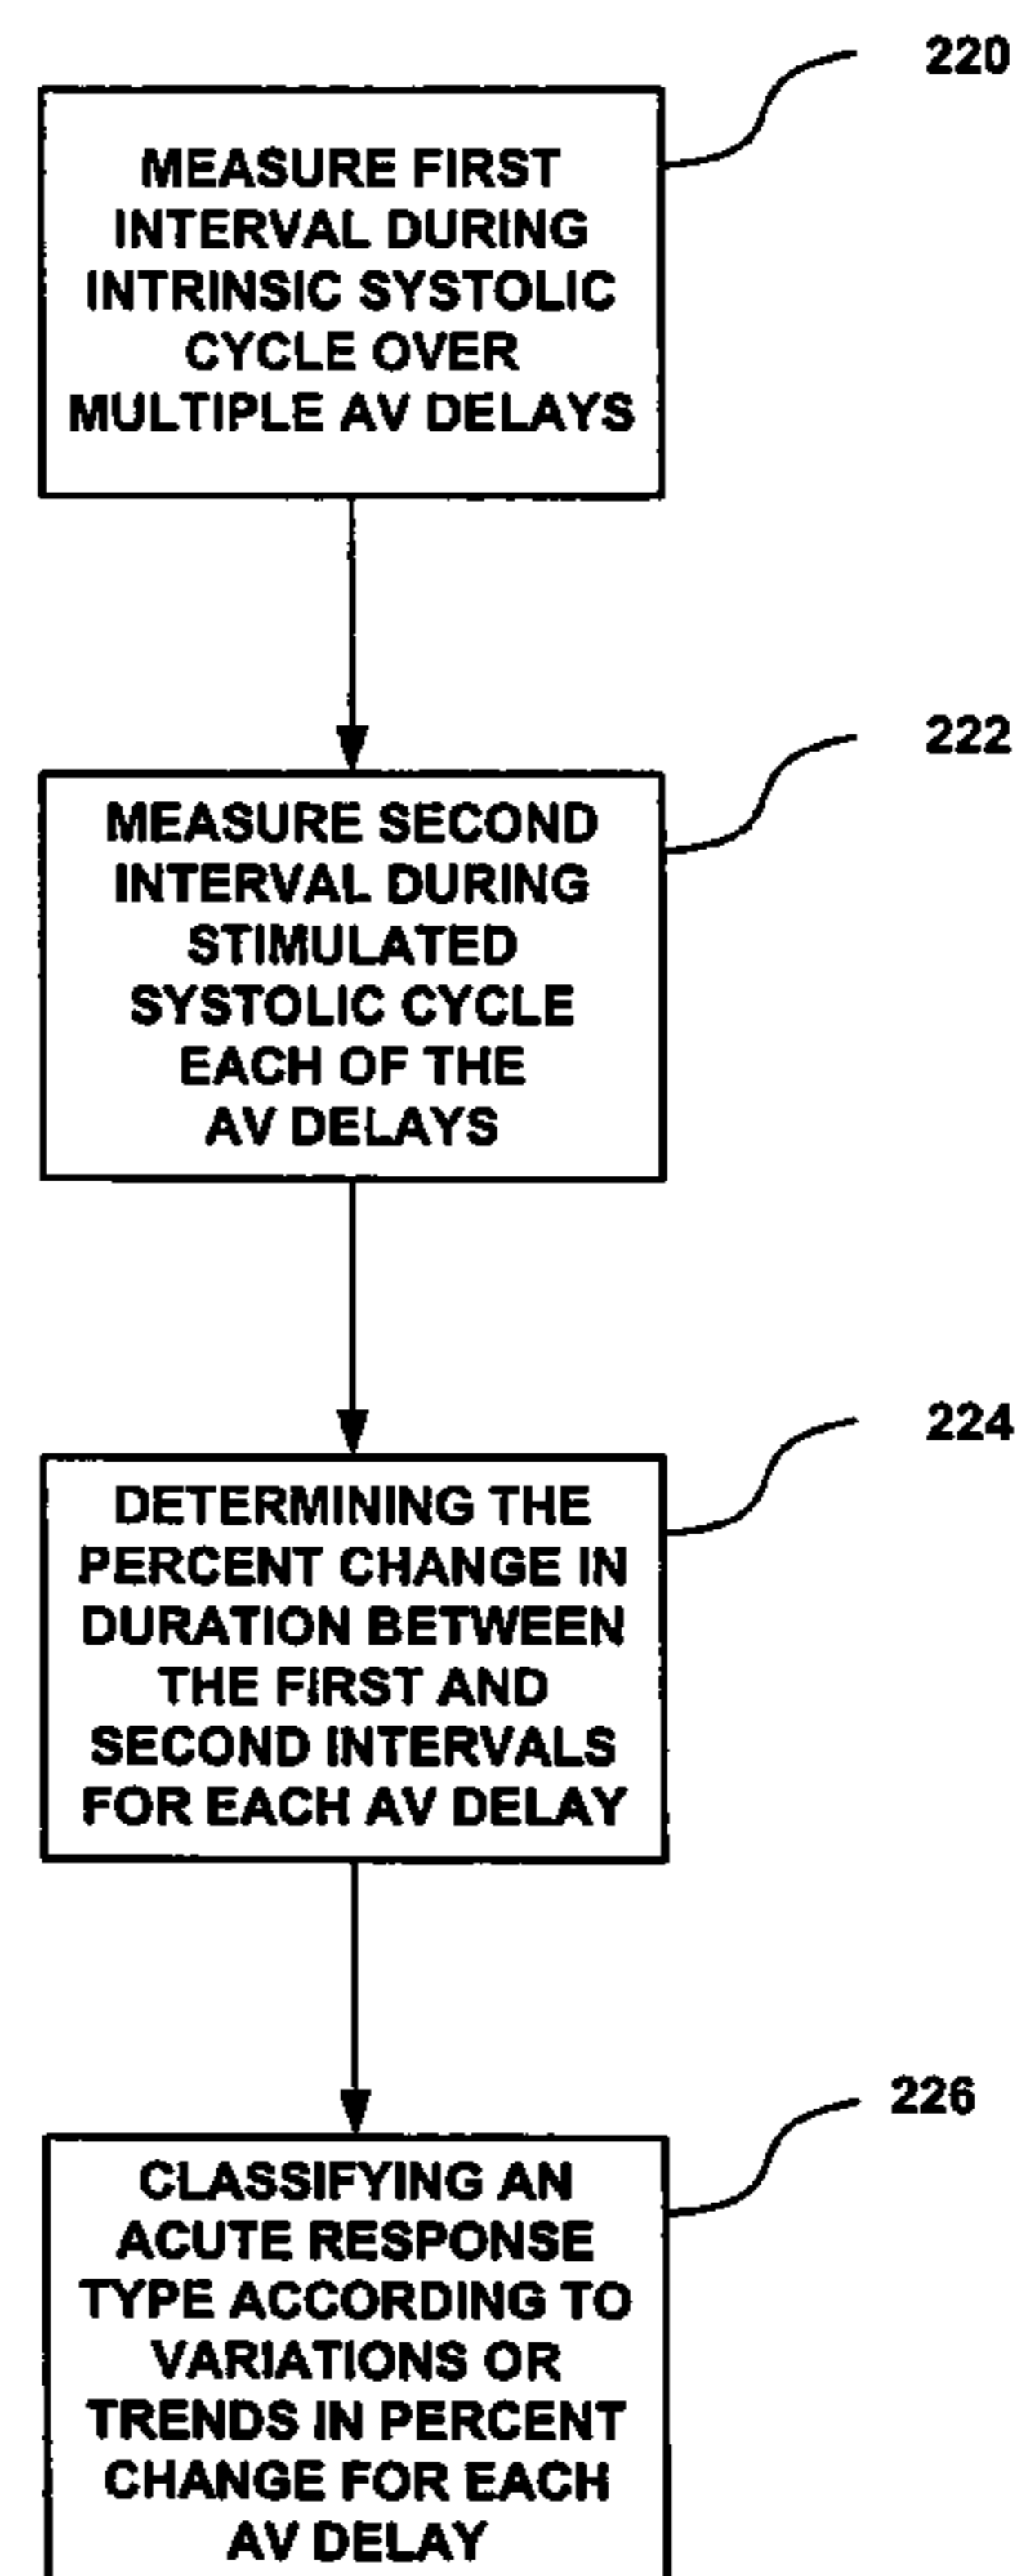 220
MEASURE FIRST
INTERVAL DURING
INTRINSIC SYSTOLIC
CYCLE OVER
MULTIPLE AV DELAYS
222
MEASURE SECOND
INTERVAL DURING
STIMULATED
SYSTOLIC CYCLE
EACH OF THE
AV DELAYS
224
DETERMINING THE
PERCENT CHANGE IN
DURATION BETWEEN
THE FIRST AND
SECOND INTERVALS
FOR EACH AV DELAY
226
CLASSIFYING AN
ACUTE RESPONSE
TYPE ACCORDING TO
VARIATIONS OR
TRENDS IN PERCENT
CHANGE FOR EACH
AV DELAY